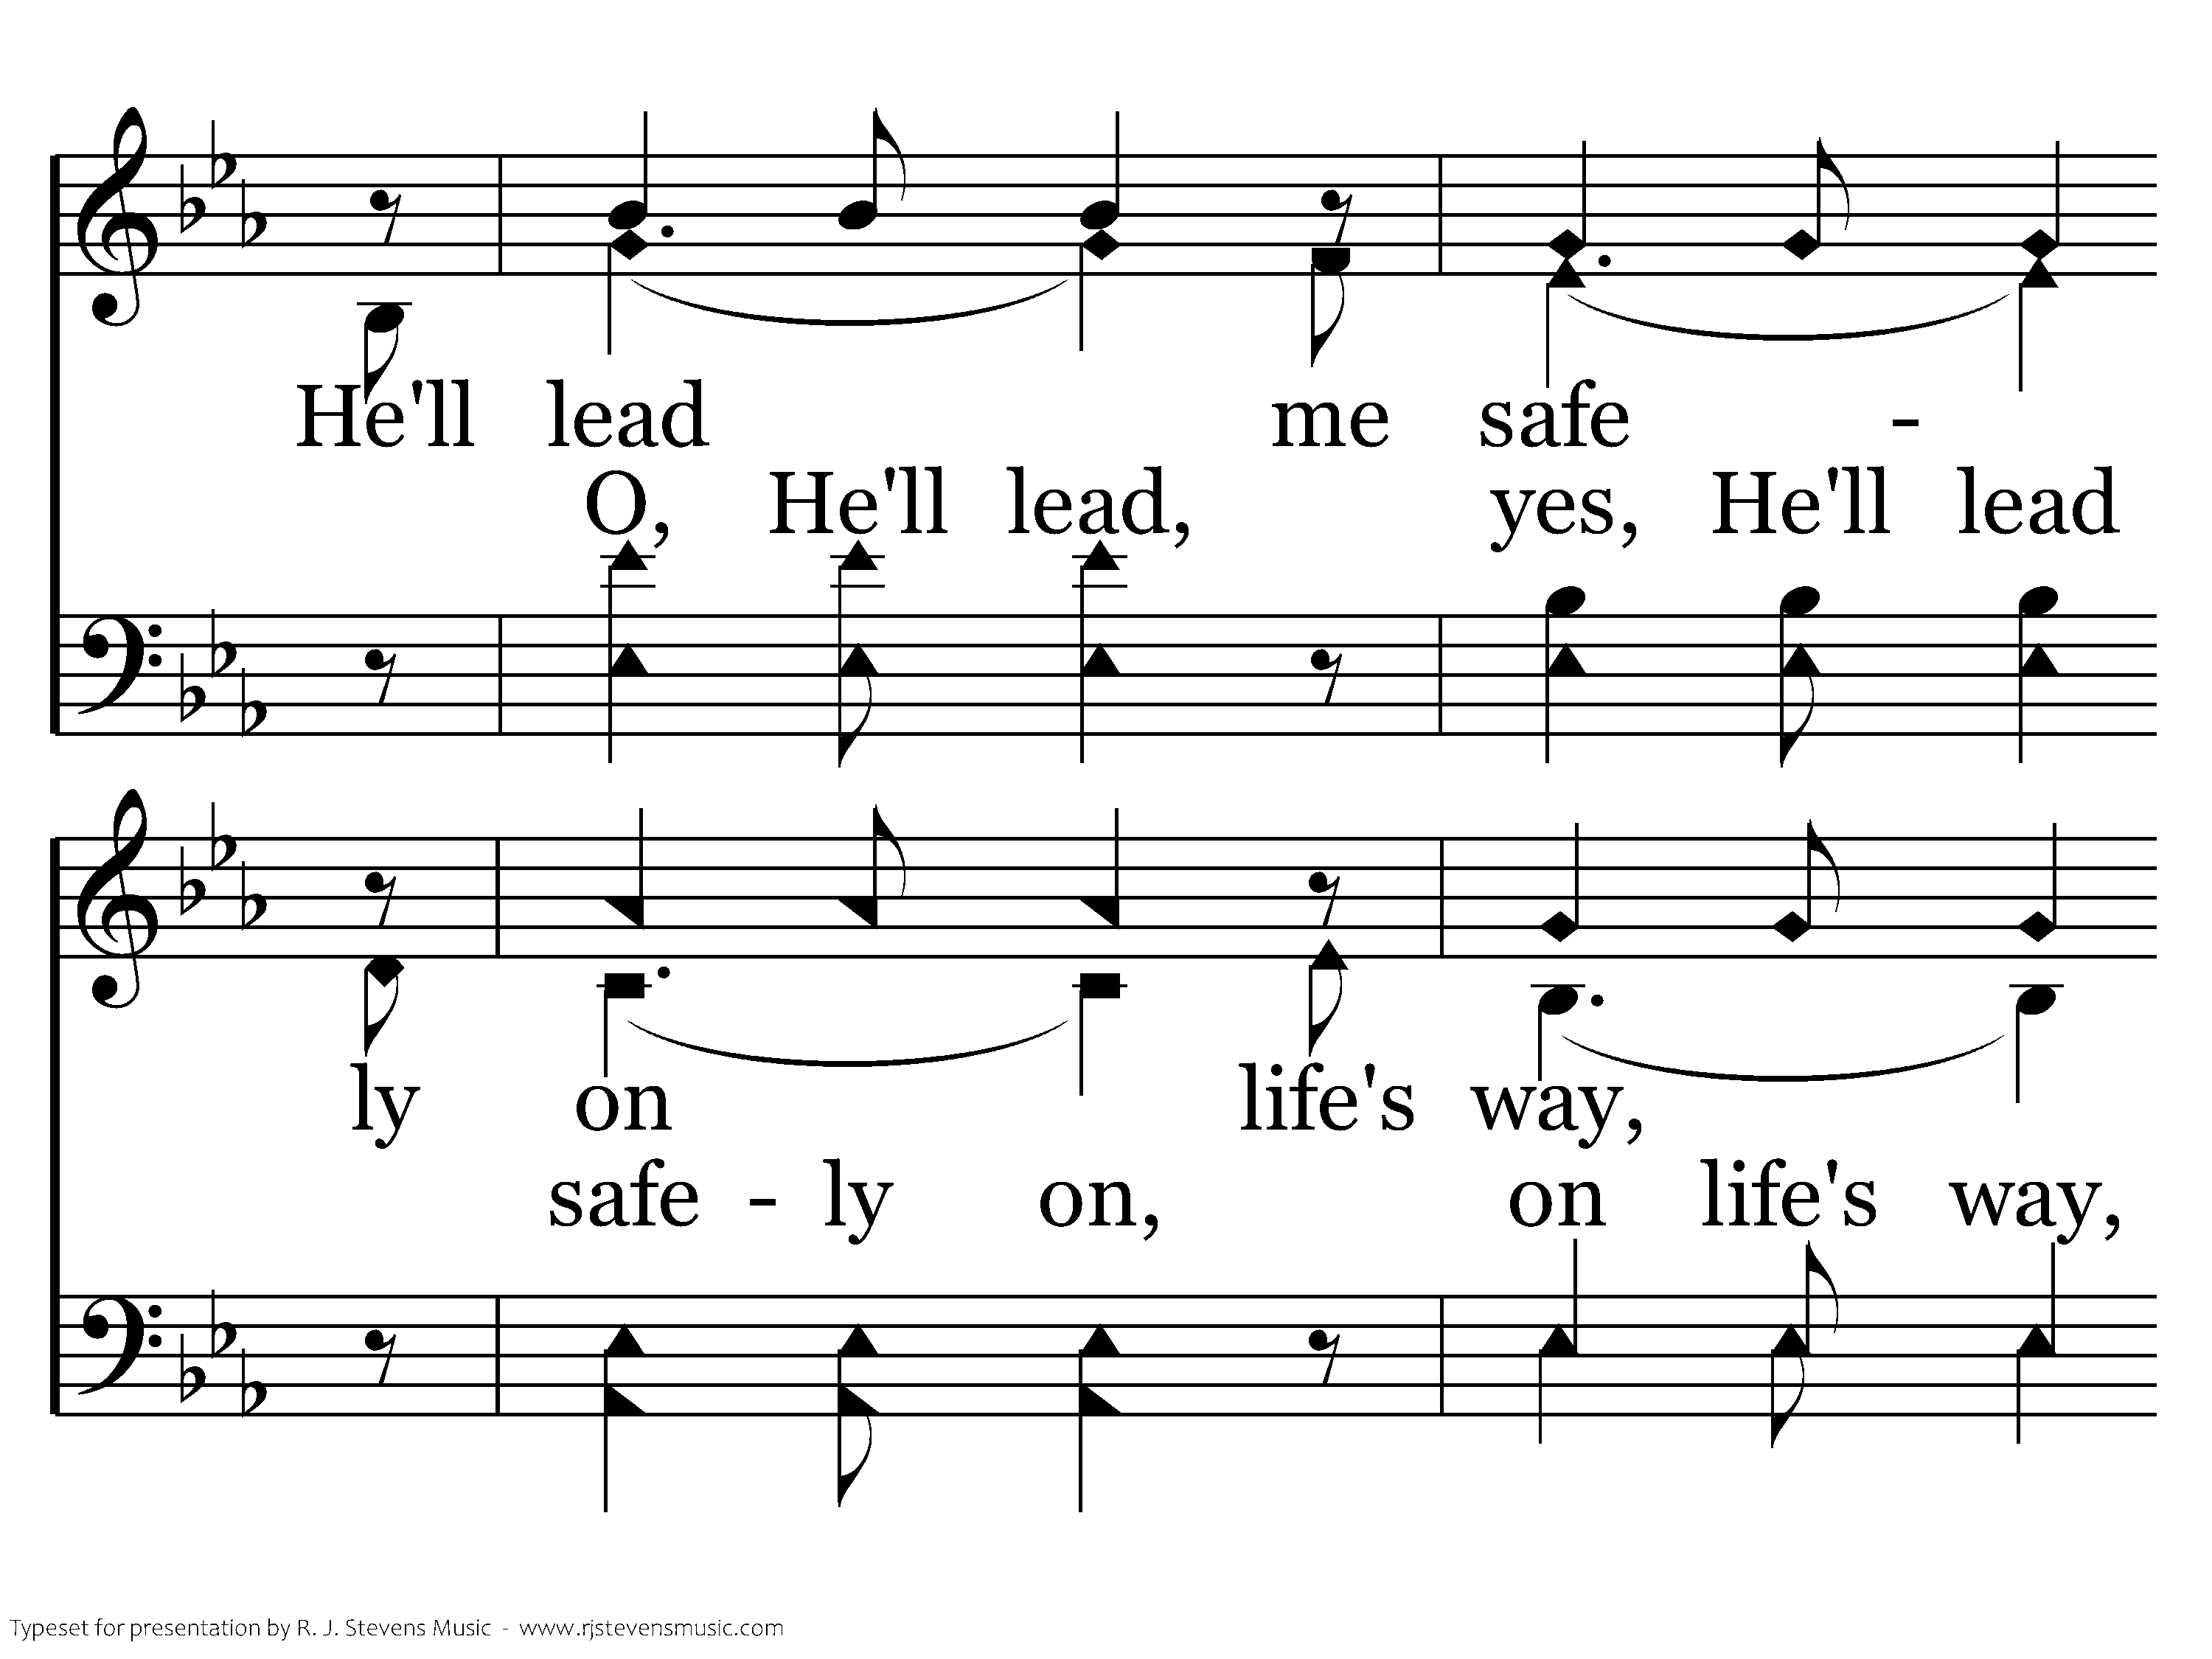 He'll lead me safe -
O, He'll lead, yes, He'll lead
ly on life's way,
safe - ly on, on life's way,
Typeset for presentation by R. J. Stevens Music - www.rjstevensmusic.com